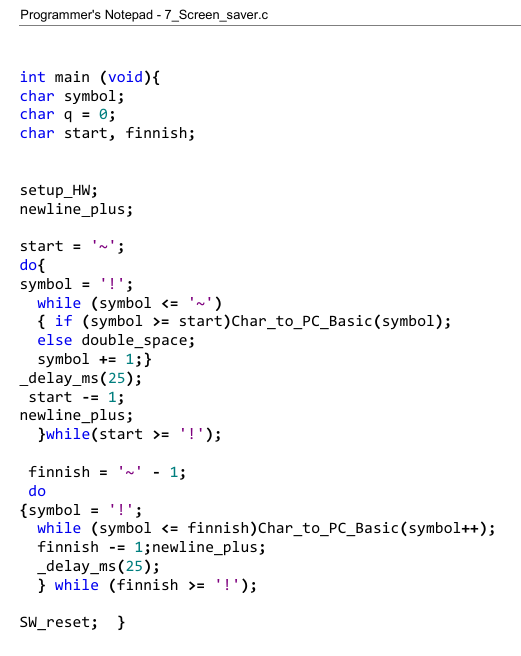 Programmer's Notepad - 7_Screen_saver.c
int main (void){
char symbol;
char q = 0;
char start, finnish;
setup_HW;
newline_plus;
start = '~';
do{
symbol = '!';
while (symbol <= '~')
{ if (symbol >= start)Char_to_PC_Basic(symbol);
else double_space;
symbol += 1;}
_delay_ms(25);
start -= 1;
newline_plus;
}while(start >= '!');
finnish = '~' - 1;
do
{symbol = '!';
while (symbol <= finnish)Char_to_PC_Basic(symbol++);
finnish -= 1;newline_plus;
_delay_ms(25);
} while (finnish >= '!');
SW_reset;  }